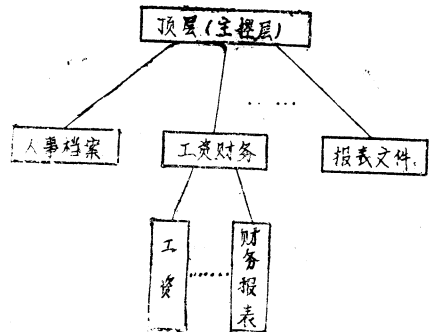 顶层(主控层)
......
人事档案
工资财务
报表文件.
工资
......
财务报表